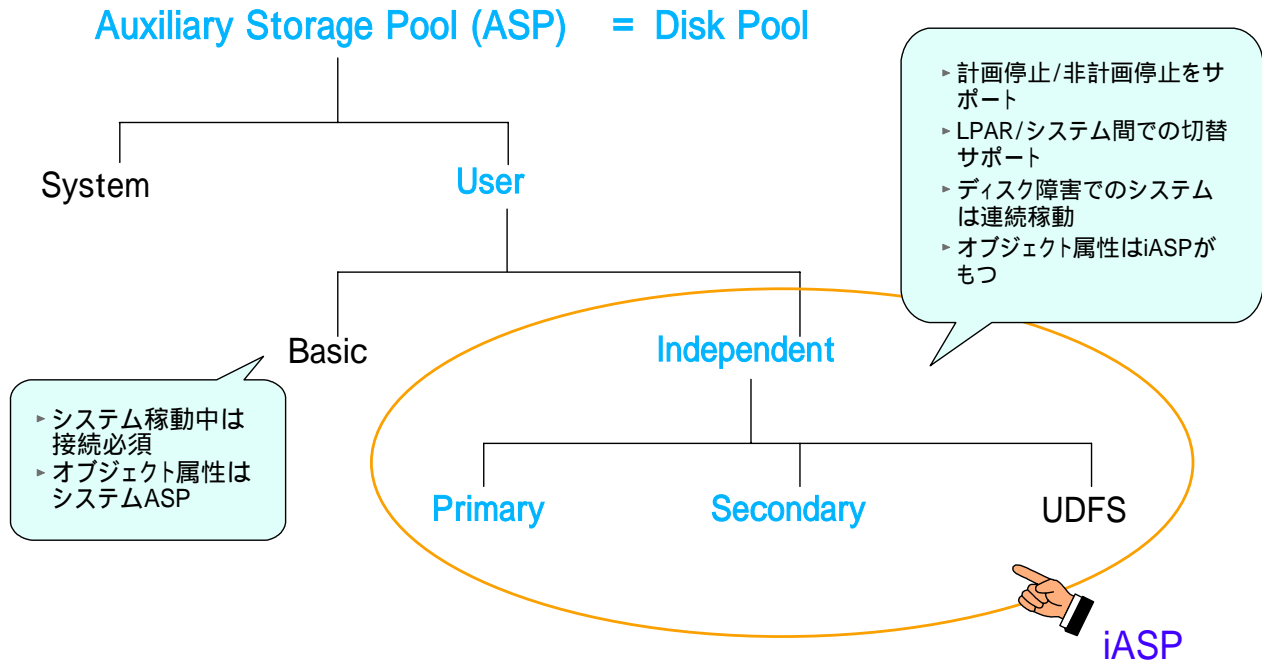 Auxiliary Storage Pool (ASP) = Disk Pool
▸ 計画停止/非計画停止をサ
ポート
▸ LPAR/システム間での切替
サポート
▸ ディスク障害でのシステム
は連続稼動
▸ オブジェクト属性はiASPが
もつ
System
User
Basic
Independent
▸ システム稼動中は
接続必須
▸ オブジェクト属性は
システムASP
Primary
Secondary
UDFS
iASP